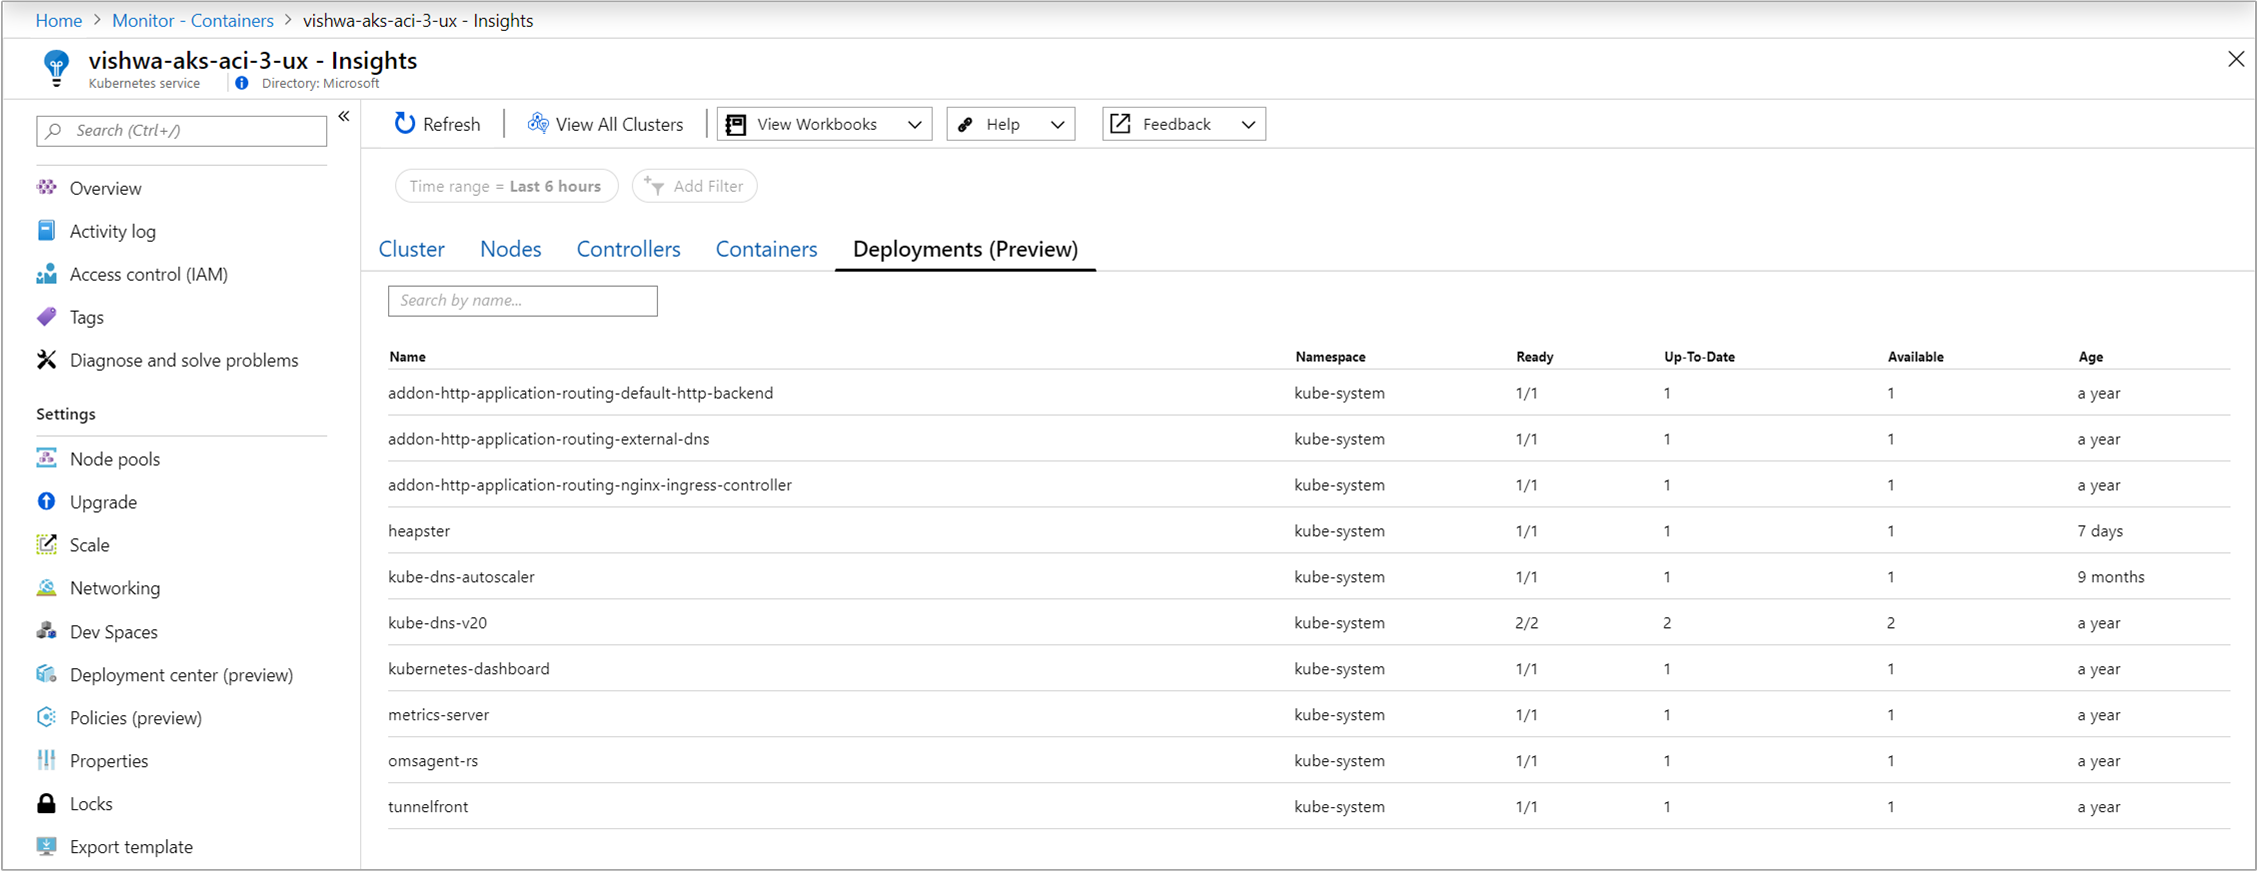 Home > Monitor - Containers > vishwa-aks-aci-3-ux - Insights
vishwa-aks-aci-3-ux - Insights
Kubernetes service
Directory: Microsoft
Search (Ctrl+/)
«
Overview
Activity log
Access control (IAM)
Tags
Diagnose and solve problems
Settings
Node pools
Upgrade
Scale
Networking
Dev Spaces
Deployment center (preview)
Policies (preview)
Properties
Locks
Export template
Refresh View All Clusters View Workbooks Help Feedback
Time range = Last 6 hours Add Filter
Cluster Nodes Controllers Containers Deployments (Preview)
Search by name...
Name Namespace Ready Up-To-Date Available Age
addon-http-application-routing-default-http-backend kube-system 1/1 1 1 a year
addon-http-application-routing-external-dns kube-system 1/1 1 1 a year
addon-http-application-routing-nginx-ingress-controller kube-system 1/1 1 1 a year
heapster kube-system 1/1 1 1 7 days
kube-dns-autoscaler kube-system 1/1 1 1 9 months
kube-dns-v20 kube-system 2/2 2 2 a year
kubernetes-dashboard kube-system 1/1 1 1 a year
metrics-server kube-system 1/1 1 1 a year
omsagent-rs kube-system 1/1 1 1 a year
tunnelfront kube-system 1/1 1 1 a year